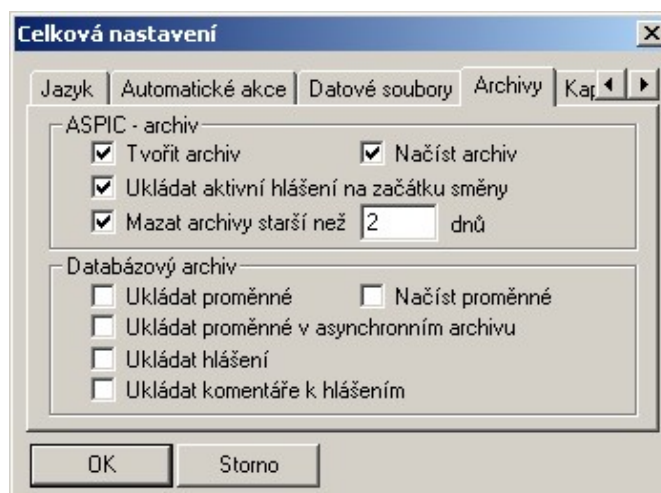 Celková nastavení
Jazyk Automatické akce Datové soubory Archivy
ASPIC - archiv
Tvořit archiv Načíst archiv
Ukládat aktivní hlášení na začátku směny
Mazat archivy starší než 2 dnů
Databázový archiv
Ukládat proměnné Načíst proměnné
Ukládat proměnné v asynchronním archivu
Ukládat hlášení
Ukládat komentáře k hlášením
OK Storno